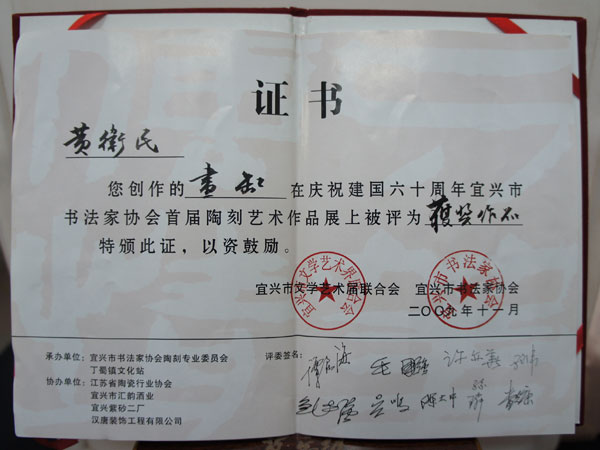 证书
黄卫民
您创作的 画缸 在庆祝建国六十周年宜兴市
书法家协会首届陶刻艺术作品展上被评为 获奖作品
特颁此证，以资鼓励。
宜兴市文学艺术届联合会 宜兴市书法家协会
二〇〇九年十一月
承办单位：宜兴市书法家协会陶刻专业委员会
丁蜀镇文化站
协办单位：江苏省陶瓷行业协会
宜兴市汇韵酒业
宜兴紫砂二厂
汉唐装饰工程有限公司
评委签名：